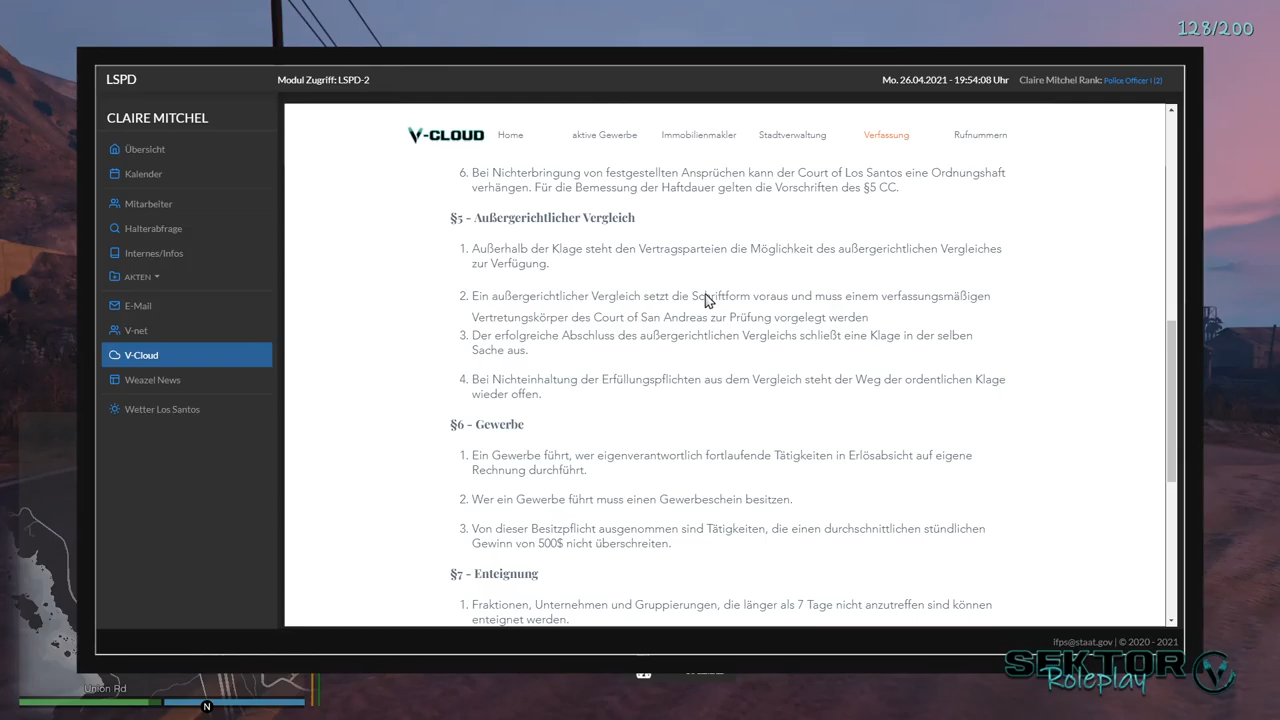 128/200
LSPD
Modul Zugriff: LSPD-2
Mo. 26.04.2021 - 19:54:08 Uhr
Claire Mitchel Rank: Police Officer I (2)
CLAIRE MITCHEL
Übersicht
Kalender
Mitarbeiter
Halterabfrage
Internes/Infos
AKTEN
E-Mail
V-net
V-Cloud
Weazel News
Wetter Los Santos
V-CLOUD
Home
aktive Gewerbe
Immobilienmakler
Stadtverwaltung
Verfassung
Rufnummern
6. Bei Nichterbringung von festgestellten Ansprüchen kann der Court of Los Santos eine Ordnungshaft
verhängen. Für die Bemessung der Haftdauer gelten die Vorschriften des §5 CC.
§5 - Außergerichtlicher Vergleich
1. Außerhalb der Klage steht den Vertragsparteien die Möglichkeit des außergerichtlichen Vergleiches
zur Verfügung.
2. Ein außergerichtlicher Vergleich setzt die Schriftform voraus und muss einem verfassungsmäßigen
Vertretungskörper des Court of San Andreas zur Prüfung vorgelegt werden
3. Der erfolgreiche Abschluss des außergerichtlichen Vergleichs schließt eine Klage in der selben
Sache aus.
4. Bei Nichteinhaltung der Erfüllungspflichten aus dem Vergleich steht der Weg der ordentlichen Klage
wieder offen.
§6 - Gewerbe
1. Ein Gewerbe führt, wer eigenverantwortlich fortlaufende Tätigkeiten in Erlösabsicht auf eigene
Rechnung durchführt.
2. Wer ein Gewerbe führt muss einen Gewerbeschein besitzen.
3. Von dieser Besitzpflicht ausgenommen sind Tätigkeiten, die einen durchschnittlichen stündlichen
Gewinn von 500$ nicht überschreiten.
§7 - Enteignung
1. Fraktionen, Unternehmen und Gruppierungen, die länger als 7 Tage nicht anzutreffen sind können
enteignet werden.
ifps@staat.gov | © 2020 - 2021
SEKTOR
Roleplay
Union Rd
N